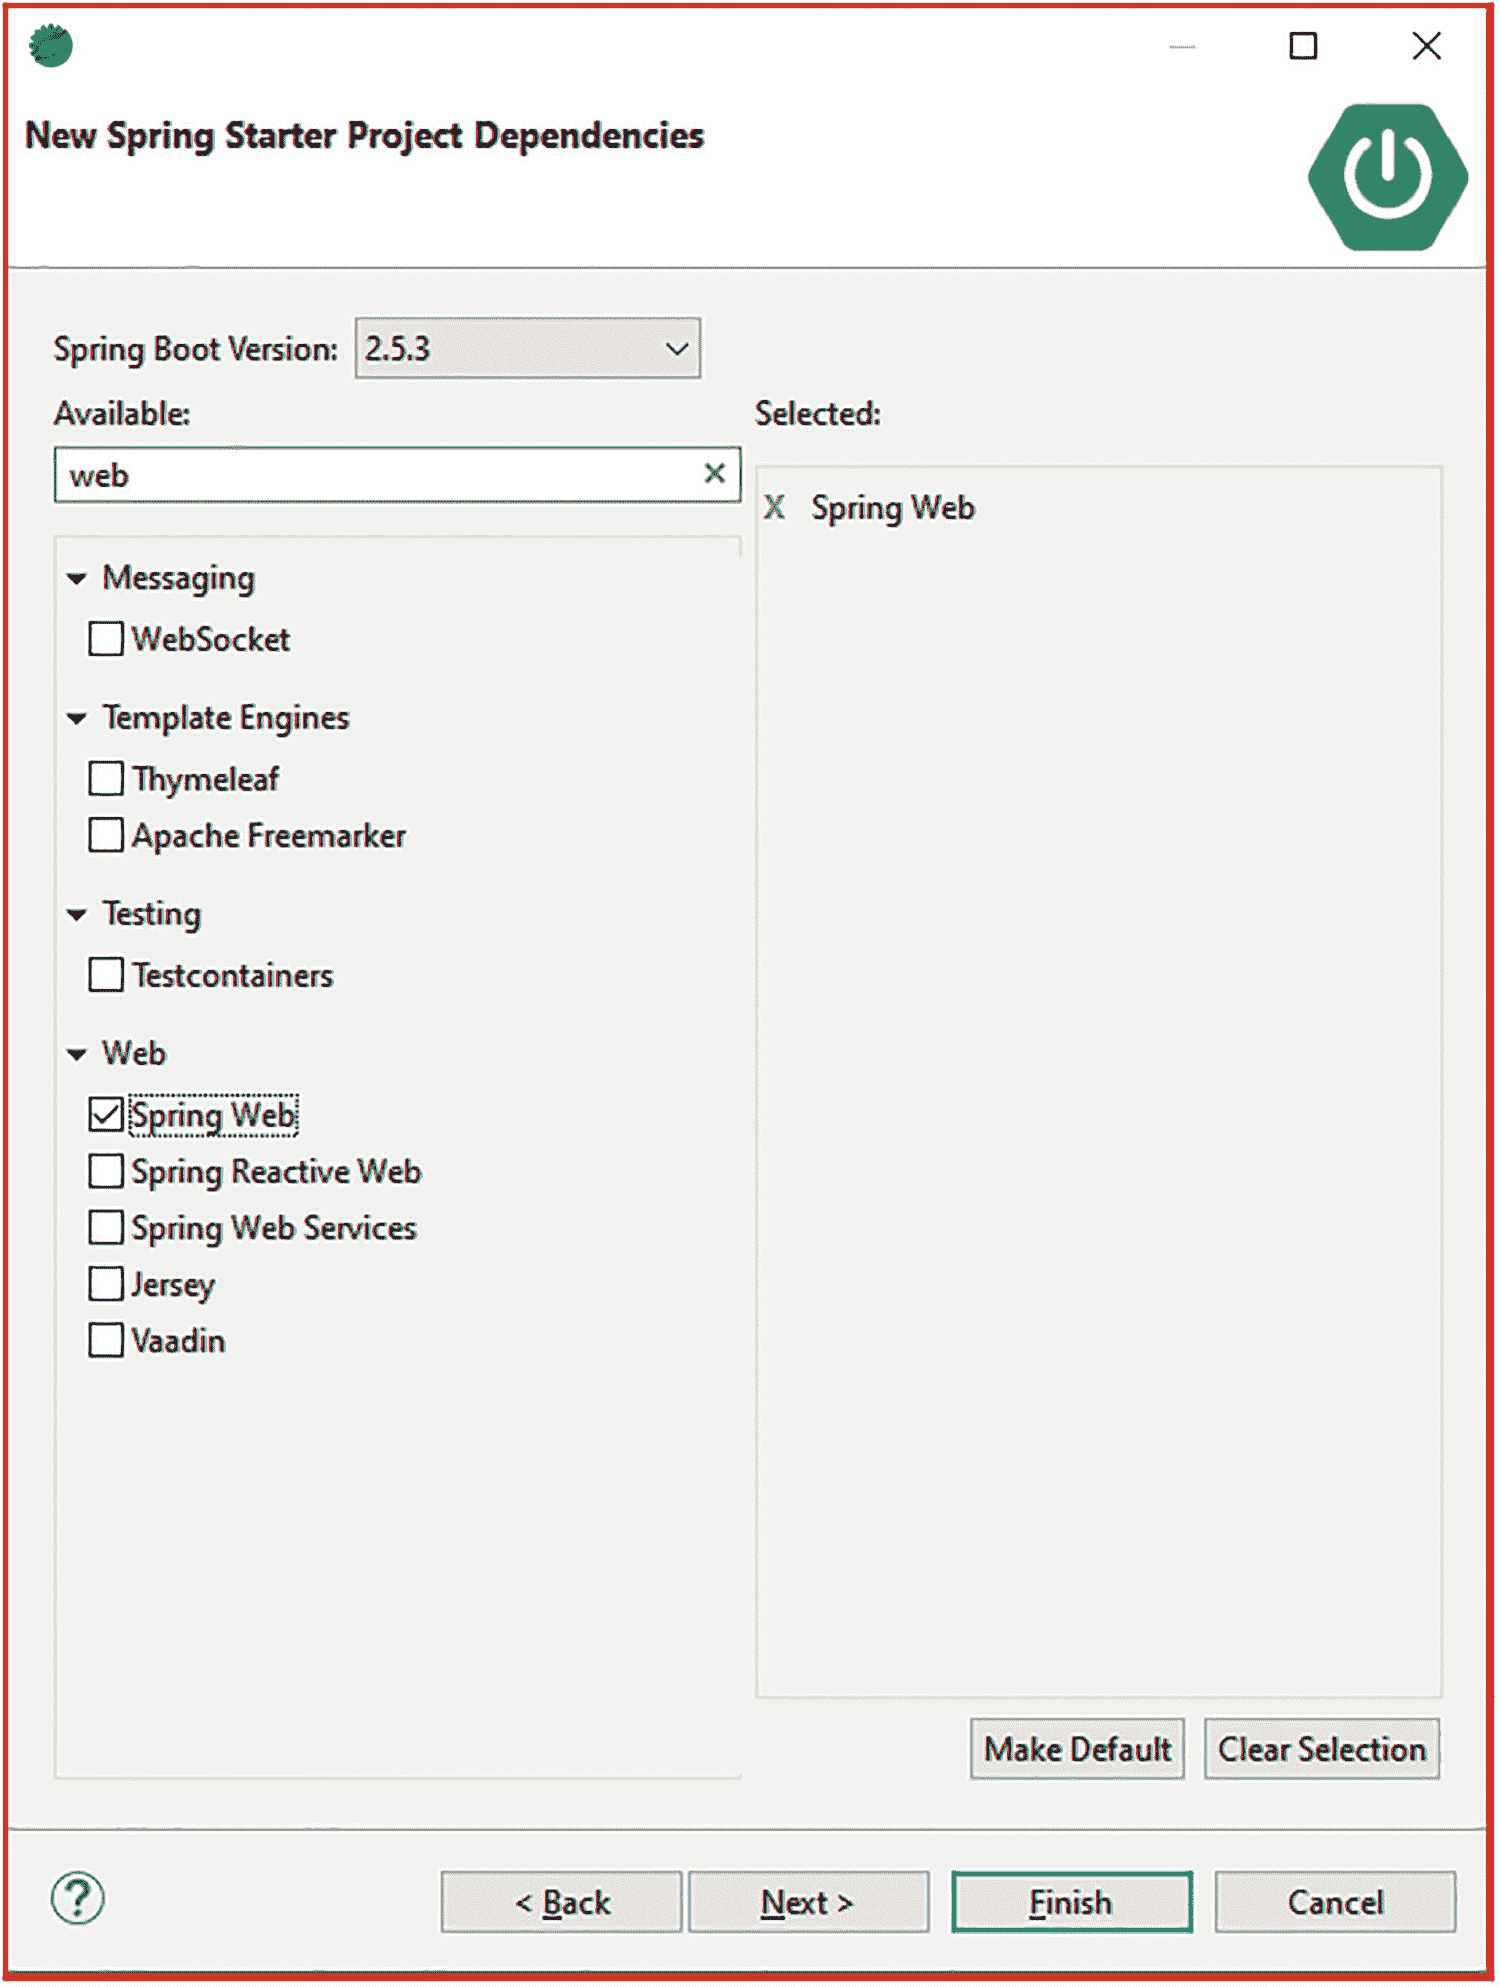 New Spring Starter Project Dependencies
Spring Boot Version: 2.5.3
Available:
web
Messaging
WebSocket
Template Engines
Thymeleaf
Apache Freemarker
Testing
Testcontainers
Web
Spring Web
Spring Reactive Web
Spring Web Services
Jersey
Vaadin
Selected:
X Spring Web
Make Default Clear Selection
? < Back Next > Finish Cancel